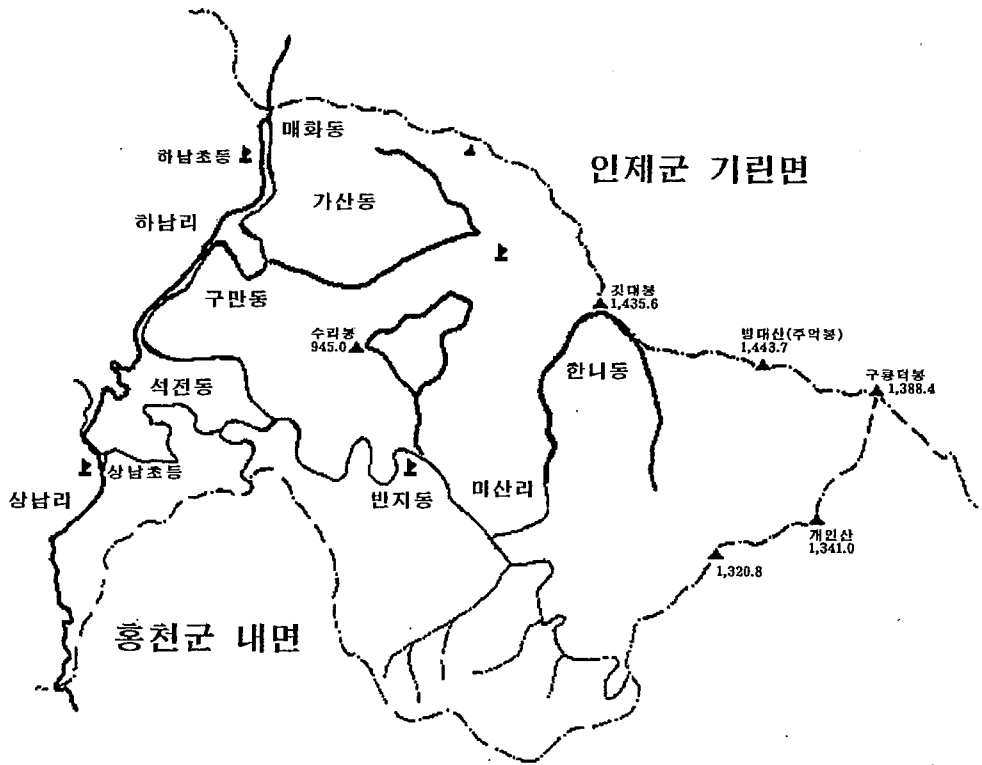 매화동
하남초등
인제군 기린면
가산동
하남리
구만동
깃대봉
1,435.6
수리봉
945.0
방대산(주억봉)
1,443.7
한니동
구룡덕봉
1,388.4
석전동
상남초등
상남리
반지동
미산리
개인산
1,341.0
1,320.8
홍천군 내면